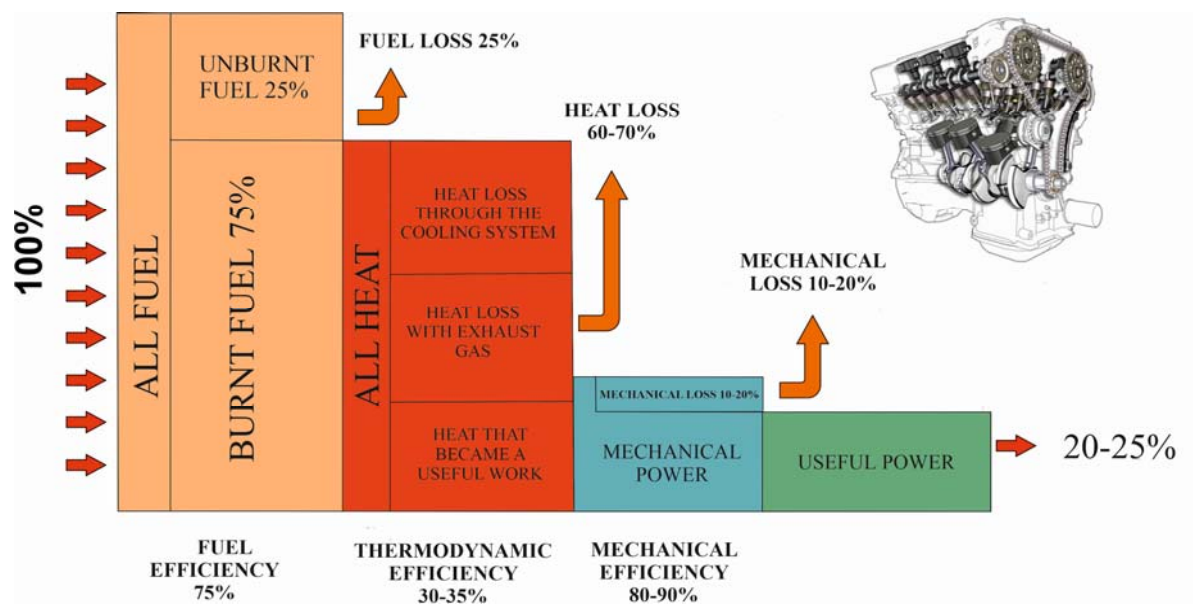 100%
ALL FUEL
UNBURNT
FUEL 25%
BURNT FUEL 75%
FUEL LOSS 25%
ALL HEAT
HEAT LOSS
THROUGH THE
COOLING SYSTEM
HEAT LOSS
WITH EXHAUST
GAS
HEAT THAT
BECAME A
USEFUL WORK
HEAT LOSS
60-70%
MECHANICAL LOSS 10-20%
MECHANICAL
POWER
MECHANICAL
LOSS 10-20%
USEFUL POWER
20-25%
FUEL
EFFICIENCY
75%
THERMODYNAMIC
EFFICIENCY
30-35%
MECHANICAL
EFFICIENCY
80-90%